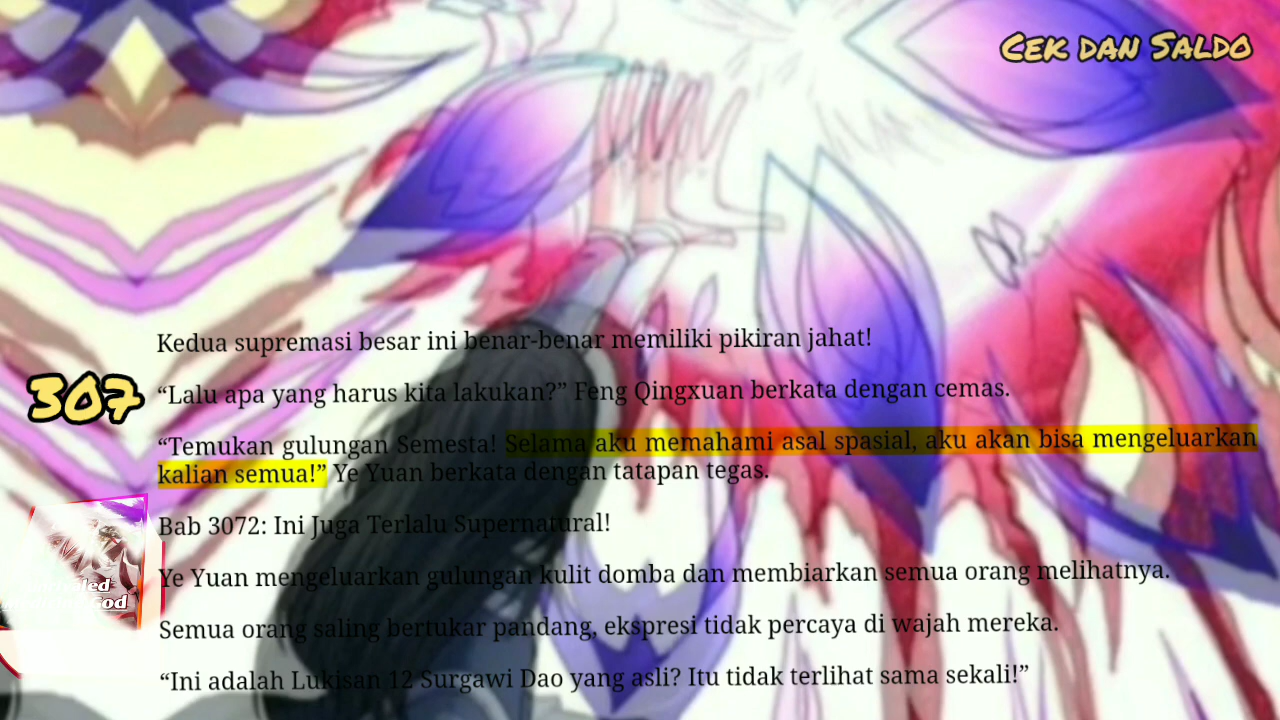 Cek dan Saldo
Kedua supremasi besar ini benar-benar memiliki pikiran jahat!
307
“Lalu apa yang harus kita lakukan?” Feng Qingxuan berkata dengan cemas.
“Temukan gulungan Semesta! Selama aku memahami asal spasial, aku akan bisa mengeluarkan
kalian semua!” Ye Yuan berkata dengan tatapan tegas.
Bab 3072: Ini Juga Terlalu Supernatural!
Ye Yuan mengeluarkan gulungan kulit domba dan membiarkan semua orang melihatnya.
Semua orang saling bertukar pandang, ekspresi tidak percaya di wajah mereka.
God
“Ini adalah Lukisan 12 Surgawi Dao yang asli? Itu tidak terlihat sama sekali!”